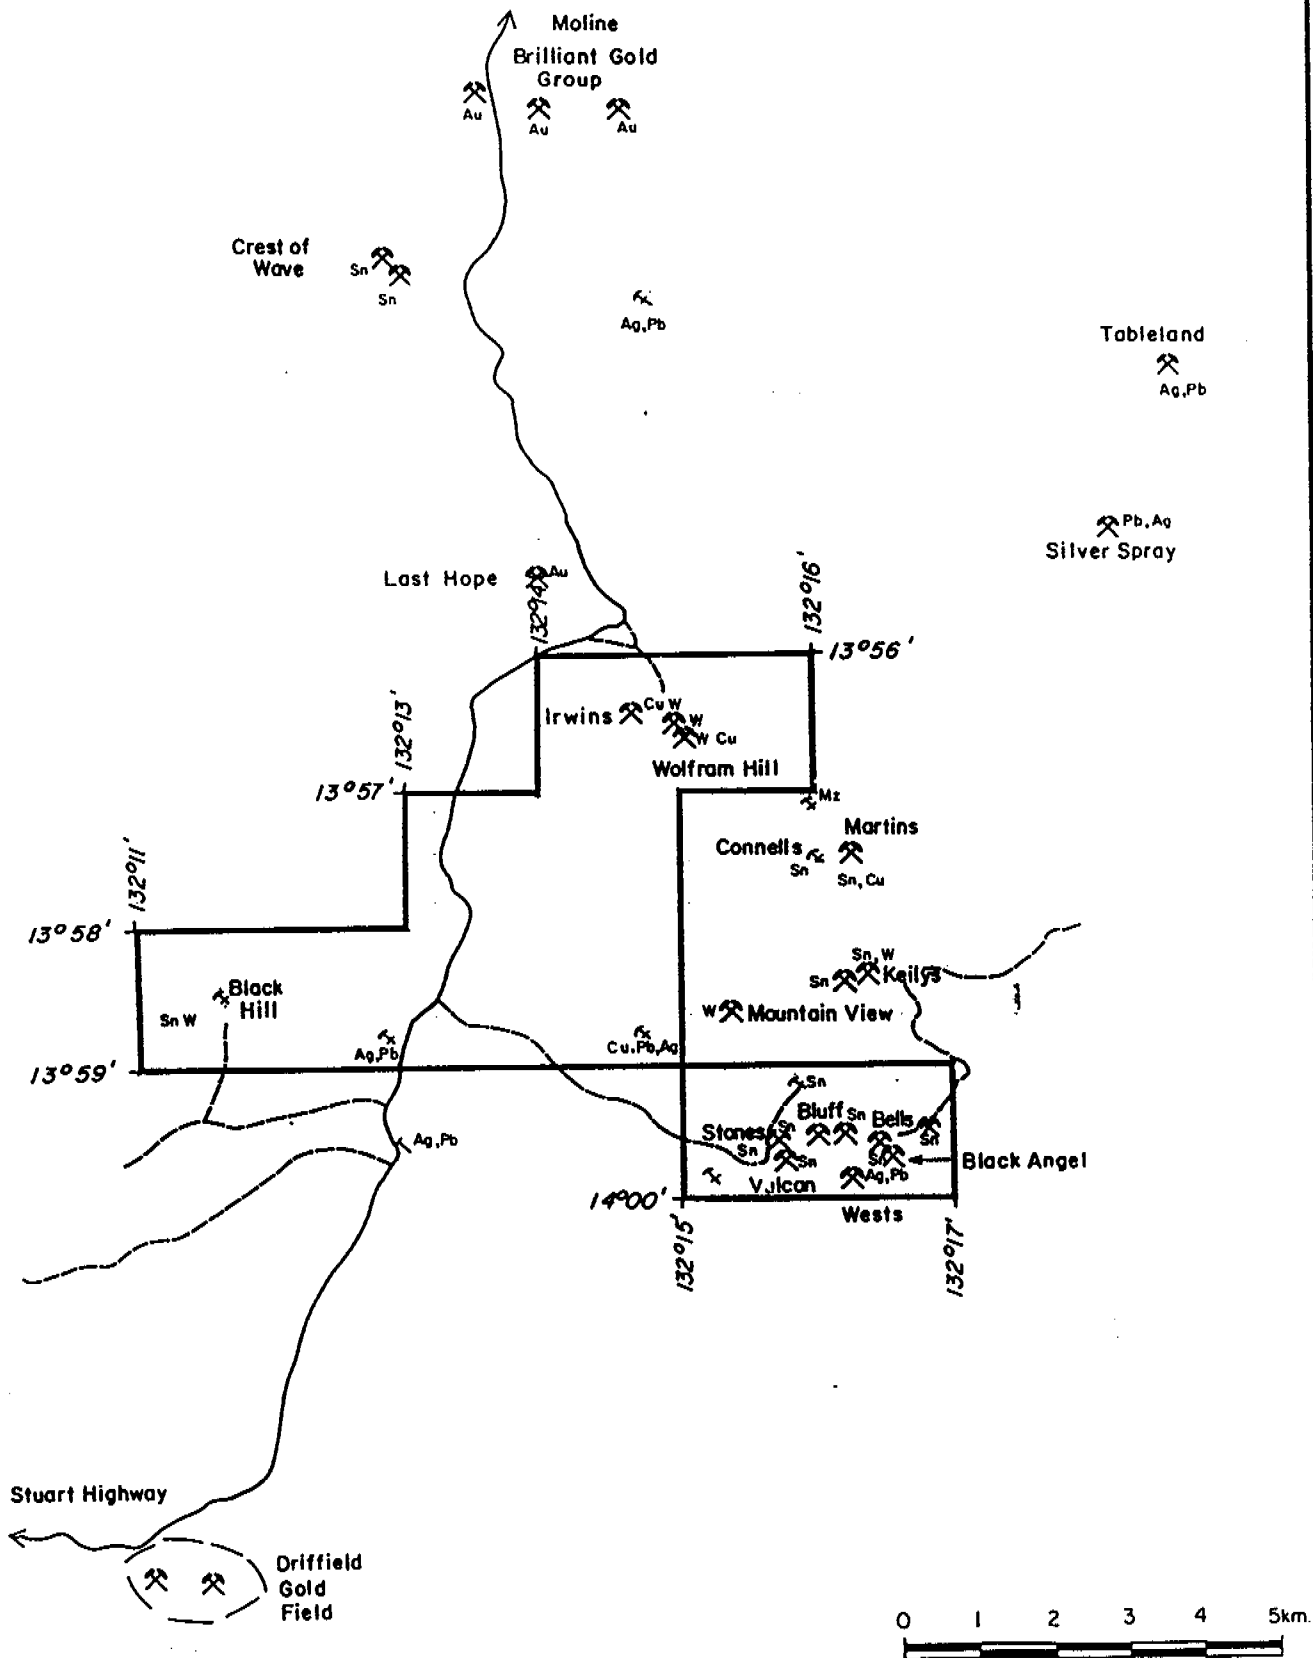 Moline
Brilliant Gold
Group
Au
Au
Au
Crest of
Wave
Sn
Sn
Ag,Pb
Tableland
Ag,Pb
Pb,Ag
Silver Spray
Last Hope
Au
132°14'
132°16'
13°56'
Irwins
Cu W
W
W Cu
Wolfram Hill
132°13'
13°57'
Mz
Martins
Connells
Sn
Sn,Cu
132°11'
13°58'
Sn,W
Sn
Keilys
Black
Hill
Sn W
W
Mountain View
Ag,Pb
Cu,Pb,Ag
13°59'
Sn
Bluff
Sn
Bells
Stones
Sn
Sn
Sn
Ag,Pb
Sn
Sn
Black Angel
Ag,Pb
Vulcan
14°00'
Wests
132°15'
132°17'
Stuart Highway
Driffield
Gold
Field
0 1 2 3 4 5km.